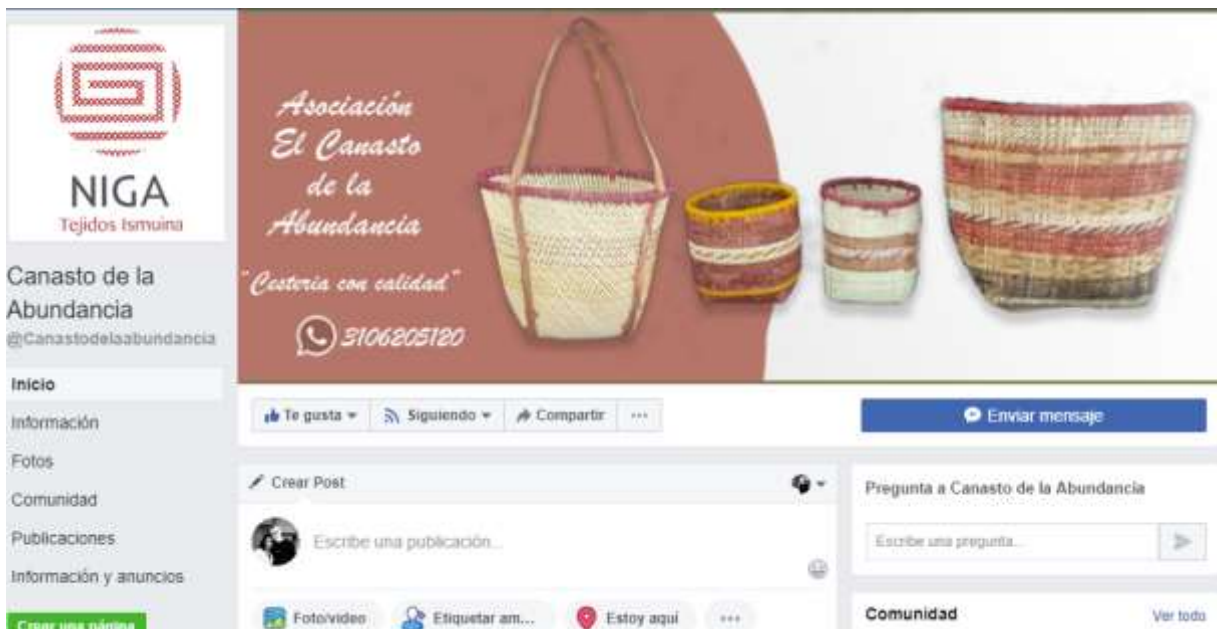 NIGA
Tejidos Ismuina
Canasto de la
Abundancia
@Canastodelaabundancia
Inicio
Información
Fotos
Comunidad
Publicaciones
Información y anuncios
Crear una página
Asociación
El Canasto
de la
Abundancia
"Cesteria con calidad"
3106205120
Te gusta
Siguiendo
Compartir
Enviar mensaje
Crear Post
Escribe una publicación...
Foto/video
Etiquetar am...
Estoy aquí
Pregunta a Canasto de la Abundancia
Escribe una pregunta...
Comunidad
Ver todo